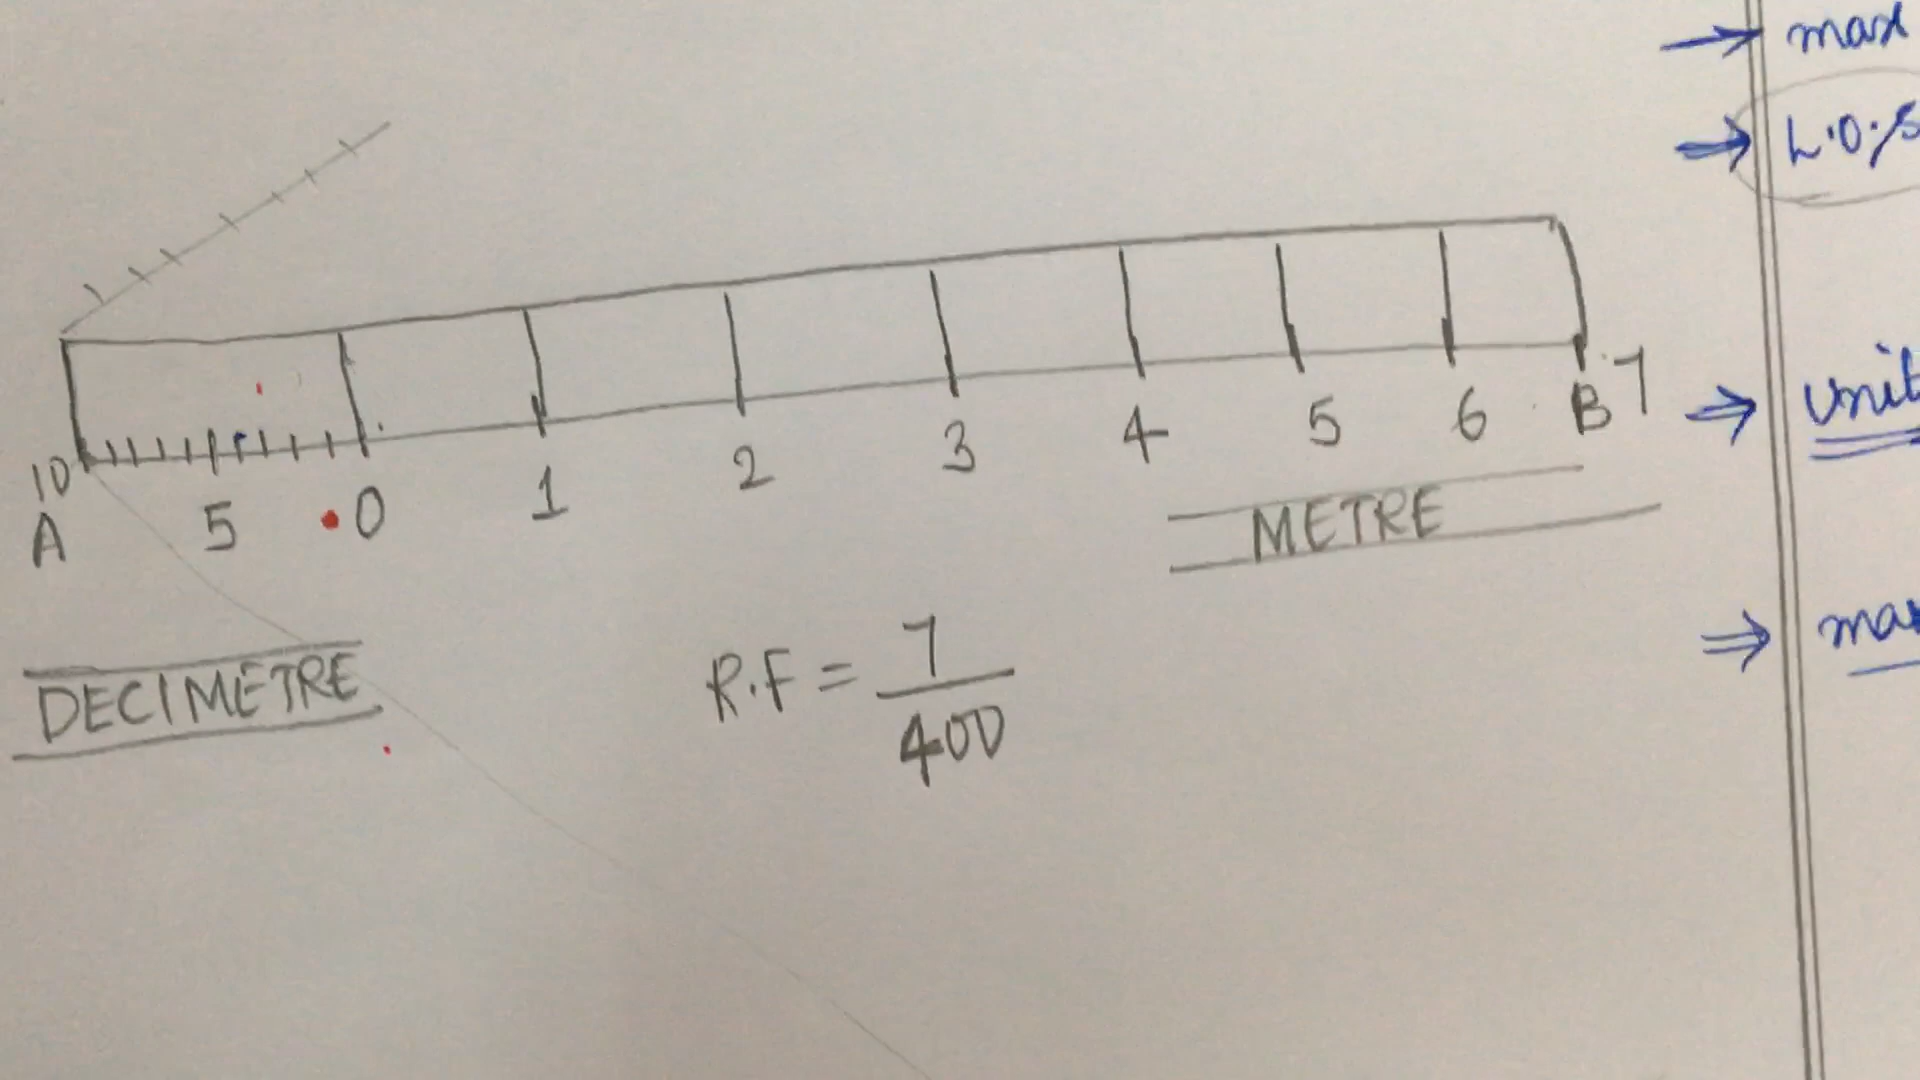 max
L.O.S
10 5 0 1 2 3 4 5 6 B 7
A
METRE
unit
DECIMETRE
R.F = 7/400